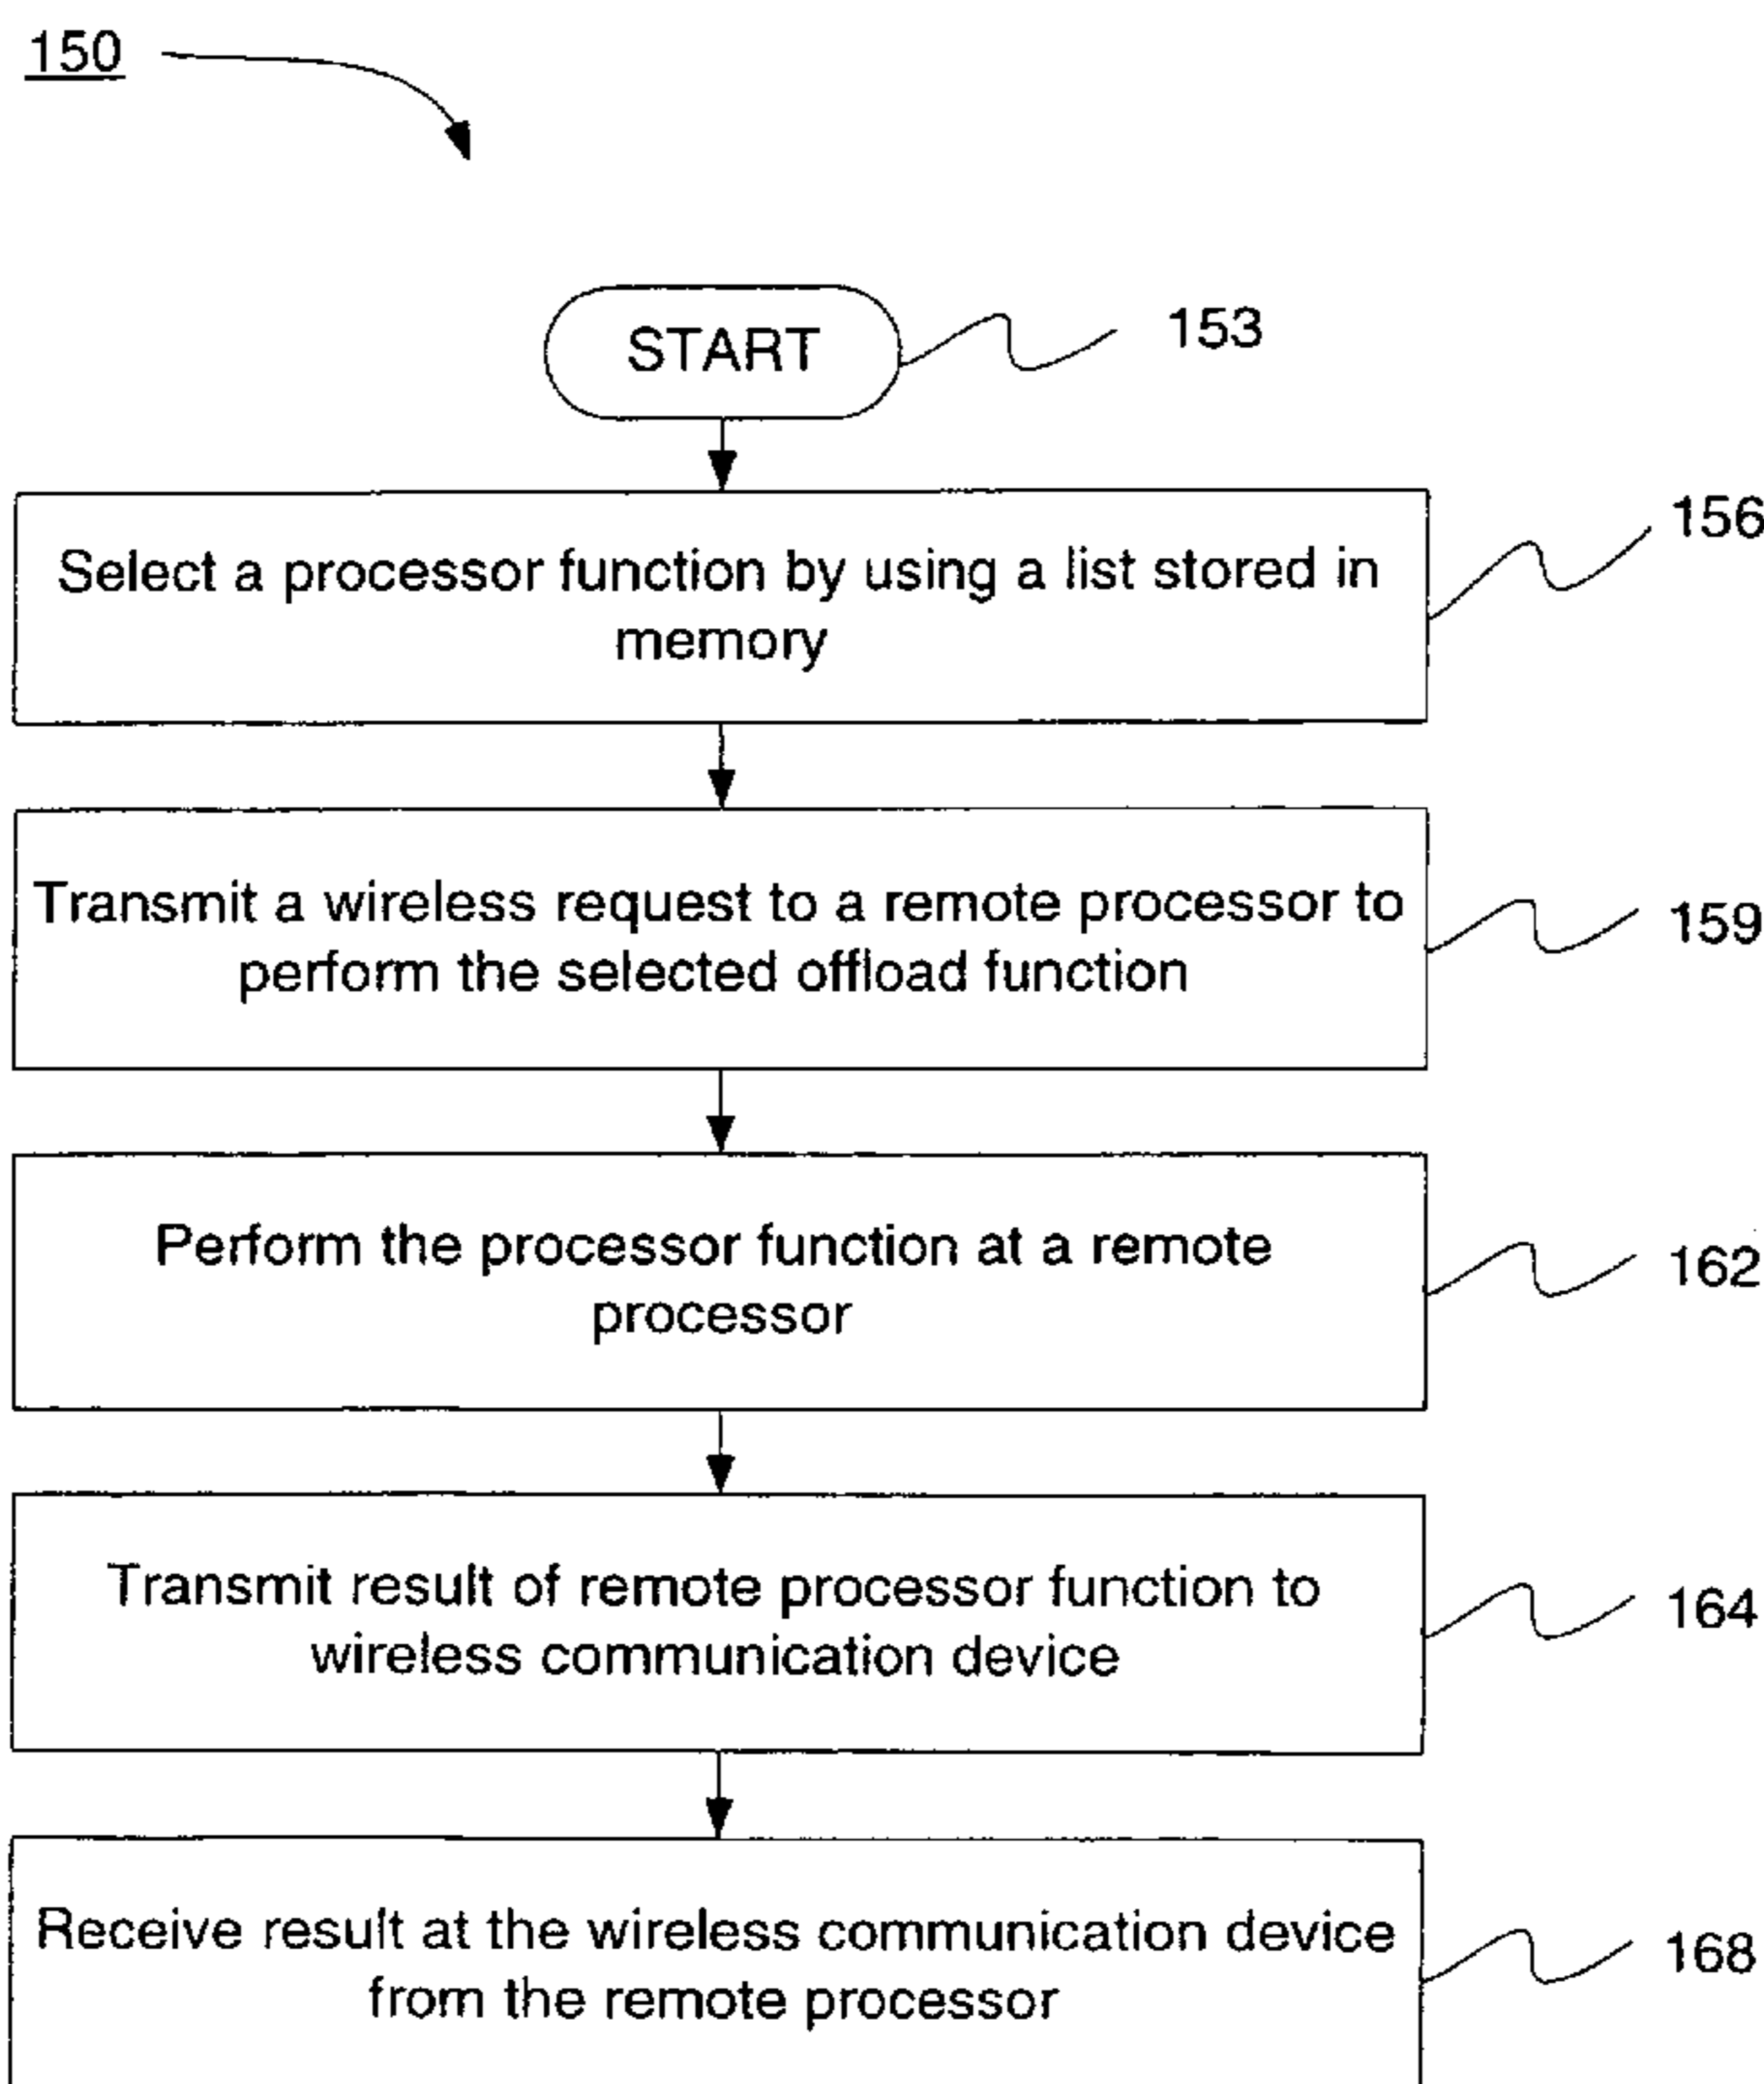 150
START
153
Select a processor function by using a list stored in
memory
156
Transmit a wireless request to a remote processor to
perform the selected offload function
159
Perform the processor function at a remote
processor
162
Transmit result of remote processor function to
wireless communication device
164
Receive result at the wireless communication device
from the remote processor
168